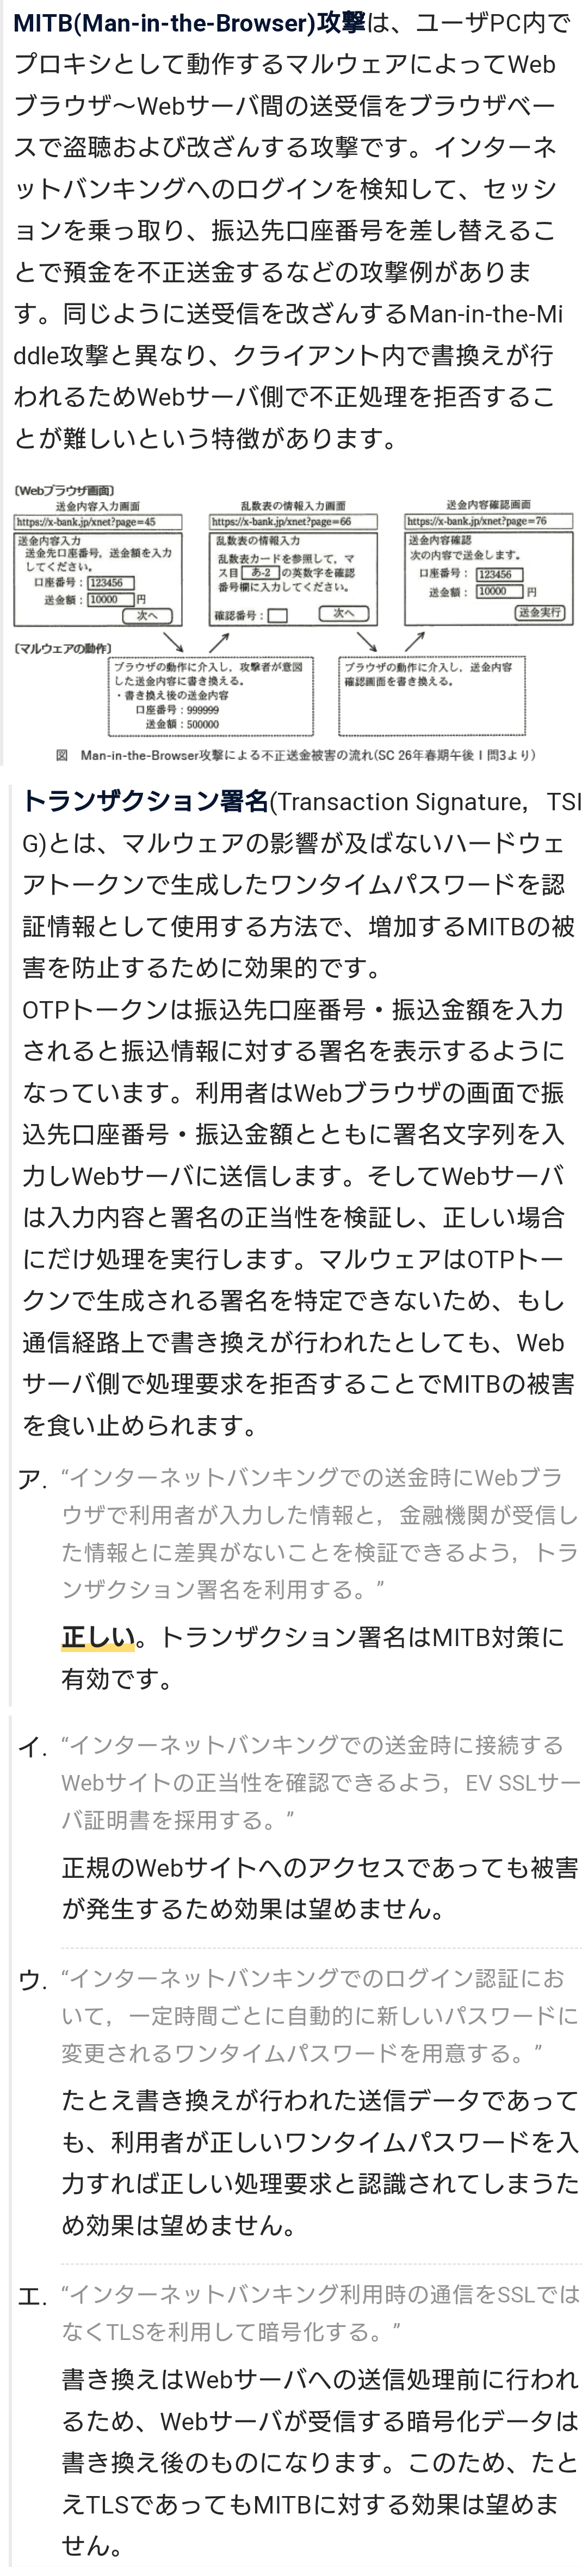 MITB(Man-in-the-Browser)攻撃は、ユーザPC内で
プロキシとして動作するマルウェアによってWeb
ブラウザ～Webサーバ間の送受信をブラウザベー
スで盗聴および改ざんする攻撃です。インターネ
ットバンキングへのログインを検知して、セッシ
ョンを乗っ取り、振込先口座番号を差し替えるこ
とで預金を不正送金するなどの攻撃例がありま
す。同じように送受信を改ざんするMan-in-the-Mi
ddle攻撃と異なり、クライアント内で書換えが行
われるためWebサーバ側で不正処理を拒否するこ
とが難しいという特徴があります。
〔Webブラウザ画面〕
送金内容入力画面
https://x-bank.jp/xnet?page=45
送金内容入力
送金先口座番号，送金額を入力
してください。
口座番号： 123456
送金額： 10000 円
次へ
乱数表の情報入力画面
https://x-bank.jp/xnet?page=66
乱数表の情報入力
乱数表カードを参照して，マ
ス目 あ-2 の英数字を確認
番号欄に入力してください。
確認番号： 次へ
送金内容確認画面
https://x-bank.jp/xnet?page=76
送金内容確認
次の内容で送金します。
口座番号： 123456
送金額： 10000 円
送金実行
〔マルウェアの動作〕
ブラウザの動作に介入し，攻撃者が意図
した送金内容に書き換える。
・書き換え後の送金内容
口座番号：999999
送金額：500000
ブラウザの動作に介入し，送金内容
確認画面を書き換える。
図 Man-in-the-Browser攻撃による不正送金被害の流れ(SC 26年春期午後Ⅰ問3より)
トランザクション署名(Transaction Signature，TSI
G)とは、マルウェアの影響が及ばないハードウェ
アトークンで生成したワンタイムパスワードを認
証情報として使用する方法で、増加するMITBの被
害を防止するために効果的です。
OTPトークンは振込先口座番号・振込金額を入力
されると振込情報に対する署名を表示するように
なっています。利用者はWebブラウザの画面で振
込先口座番号・振込金額とともに署名文字列を入
力しWebサーバに送信します。そしてWebサーバ
は入力内容と署名の正当性を検証し、正しい場合
にだけ処理を実行します。マルウェアはOTPトー
クンで生成される署名を特定できないため、もし
通信経路上で書き換えが行われたとしても、Web
サーバ側で処理要求を拒否することでMITBの被害
を食い止められます。
ア. “インターネットバンキングでの送金時にWebブラ
ウザで利用者が入力した情報と，金融機関が受信し
た情報とに差異がないことを検証できるよう，トラ
ンザクション署名を利用する。”
正しい。トランザクション署名はMITB対策に
有効です。
イ. “インターネットバンキングでの送金時に接続する
Webサイトの正当性を確認できるよう，EV SSLサー
バ証明書を採用する。”
正規のWebサイトへのアクセスであっても被害
が発生するため効果は望めません。
ウ. “インターネットバンキングでのログイン認証にお
いて，一定時間ごとに自動的に新しいパスワードに
変更されるワンタイムパスワードを用意する。”
たとえ書き換えが行われた送信データであって
も、利用者が正しいワンタイムパスワードを入
力すれば正しい処理要求と認識されてしまうた
め効果は望めません。
エ. “インターネットバンキング利用時の通信をSSLでは
なくTLSを利用して暗号化する。”
書き換えはWebサーバへの送信処理前に行われ
るため、Webサーバが受信する暗号化データは
書き換え後のものになります。このため、たと
えTLSであってもMITBに対する効果は望めま
せん。